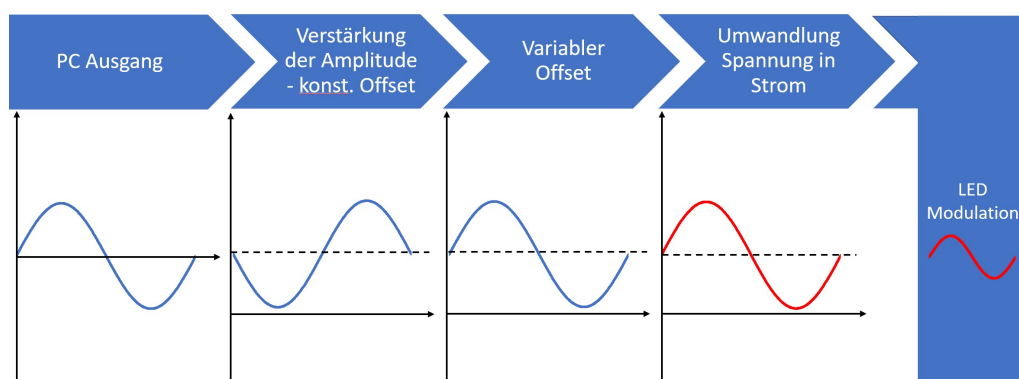 PC Ausgang
Verstärkung
der Amplitude
- konst. Offset
Variabler
Offset
Umwandlung
Spannung in
Strom
LED
Modulation